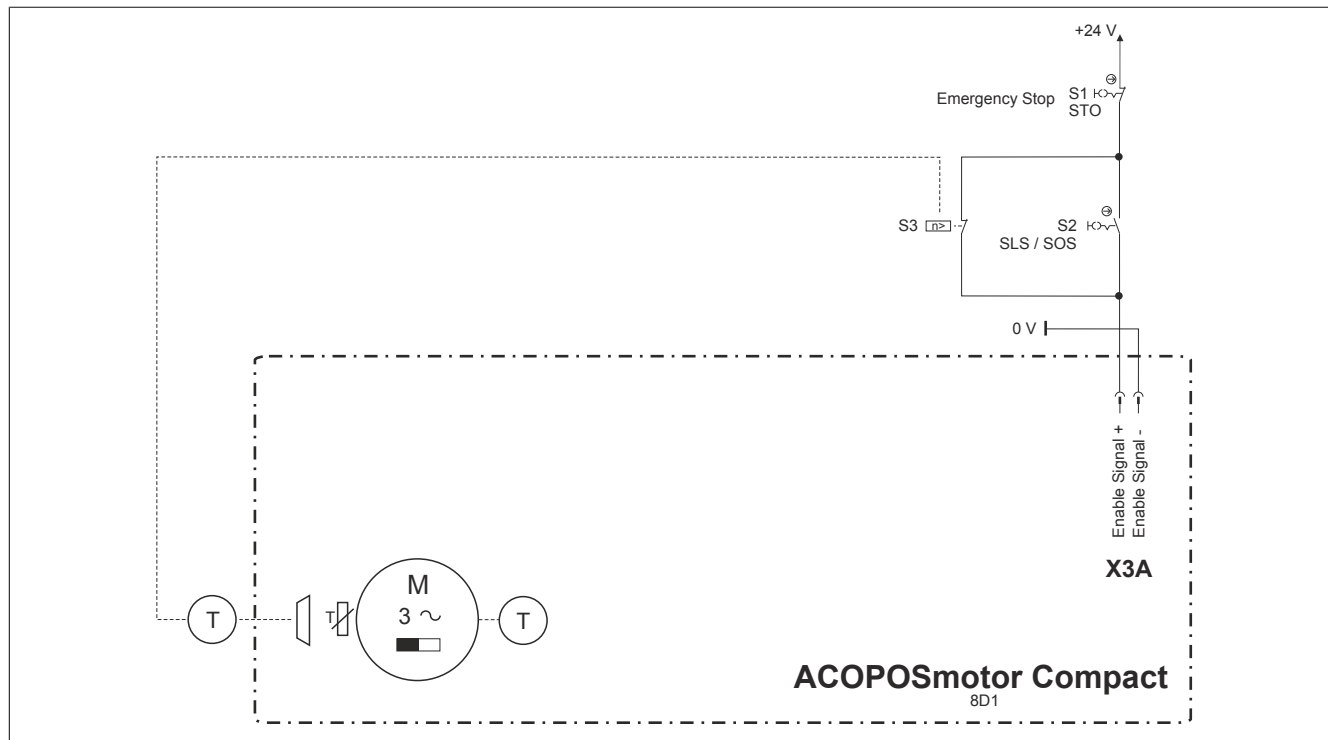 +24 V
Emergency Stop
S1
STO
S3
n>
S2
SLS / SOS
0 V
Enable Signal +
Enable Signal -
X3A
T
T
M
3 ~
T
ACOPOSmotor Compact
8D1